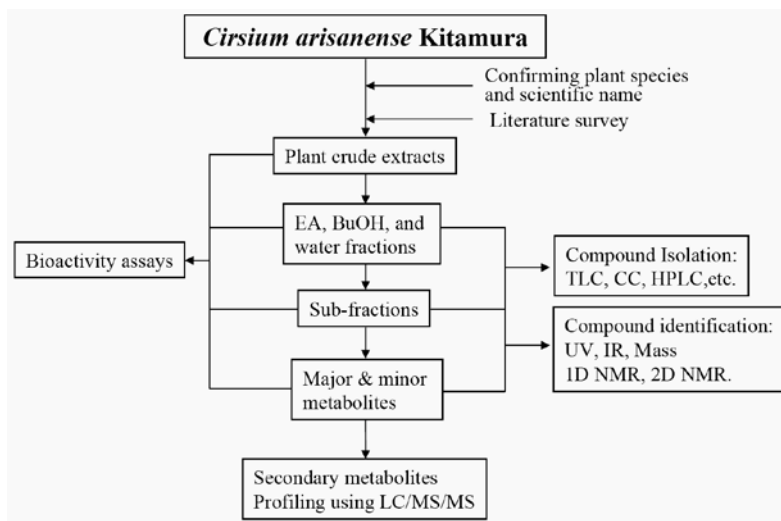 Cirsium arisanense Kitamura
Confirming plant species
and scientific name
Literature survey
Plant crude extracts
EA, BuOH, and
water fractions
Bioactivity assays
Compound Isolation:
TLC, CC, HPLC,etc.
Sub-fractions
Compound identification:
UV, IR, Mass
1D NMR, 2D NMR.
Major & minor
metabolites
Secondary metabolites
Profiling using LC/MS/MS